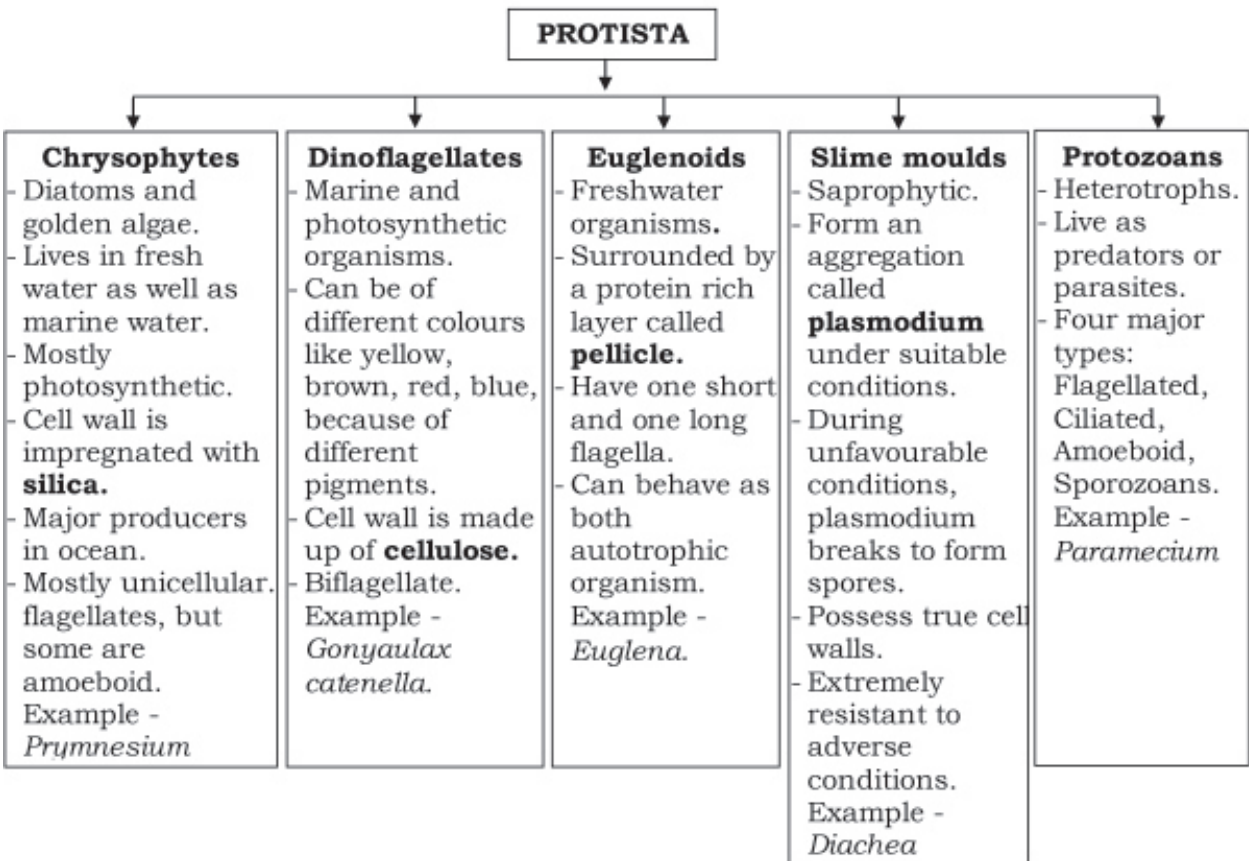 PROTISTA
Chrysophytes
- Diatoms and
golden algae.
- Lives in fresh
water as well as
marine water.
- Mostly
photosynthetic.
- Cell wall is
impregnated with
silica.
- Major producers
in ocean.
- Mostly unicellular.
flagellates, but
some are
amoeboid.
Example -
Prymnesium
Dinoflagellates
- Marine and
photosynthetic
organisms.
- Can be of
different colours
like yellow,
brown, red, blue,
because of
different
pigments.
- Cell wall is made
up of cellulose.
- Biflagellate.
Example -
Gonyaulax
catenella.
Euglenoids
- Freshwater
organisms.
- Surrounded by
a protein rich
layer called
pellicle.
- Have one short
and one long
flagella.
- Can behave as
both
autotrophic
organism.
Example -
Euglena.
Slime moulds
- Saprophytic.
- Form an
aggregation
called
plasmodium
under suitable
conditions.
- During
unfavourable
conditions,
plasmodium
breaks to form
spores.
- Possess true cell
walls.
- Extremely
resistant to
adverse
conditions.
Example -
Diachea
Protozoans
- Heterotrophs.
- Live as
predators or
parasites.
- Four major
types:
Flagellated,
Ciliated,
Amoeboid,
Sporozoans.
Example -
Paramecium